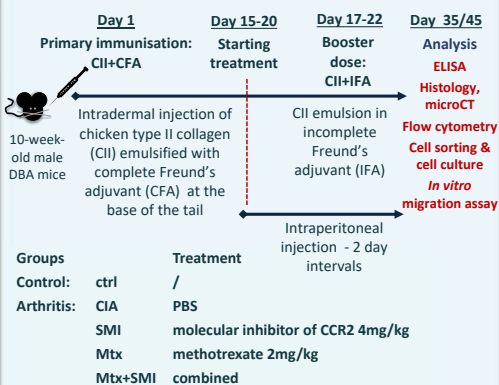 Day 1
Primary immunisation:
CII+CFA
Day 15-20
Starting
treatment
Day 17-22
Booster
dose:
CII+IFA
Day 35/45
Analysis
ELISA
Histology,
microCT
Flow cytometry
Cell sorting &
cell culture
In vitro
migration assay
10-week-
old male
DBA mice
Intradermal injection of
chicken type II collagen
(CII) emulsified with
complete Freund's
adjuvant (CFA) at the
base of the tail
CII emulsion in
incomplete
Freund's
adjuvant (IFA)
Intraperitoneal
injection - 2 day
intervals
Groups Treatment
Control: ctrl /
Arthritis: CIA PBS
SMI molecular inhibitor of CCR2 4mg/kg
Mtx methotrexate 2mg/kg
Mtx+SMI combined